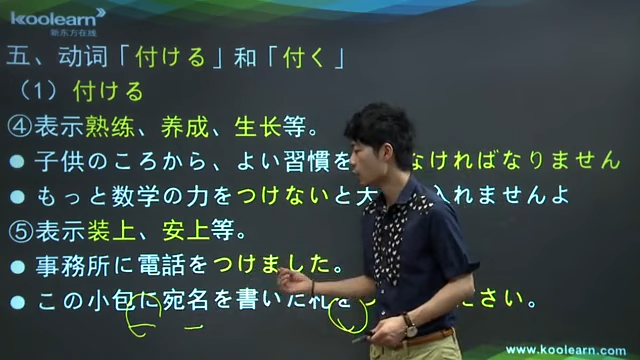 koolearn
新东方在线
五、动词「付ける」和「付く」
（1）付ける
④表示熟练、养成、生长等。
● 子供のころから、よい習慣を なければなりません
● もっと数学の力をつけないと大 入れませんよ
⑤表示装上、安上等。
● 事務所に電話をつけました。
● この小包に宛名を書いた札を ださい。
www.koolearn.com